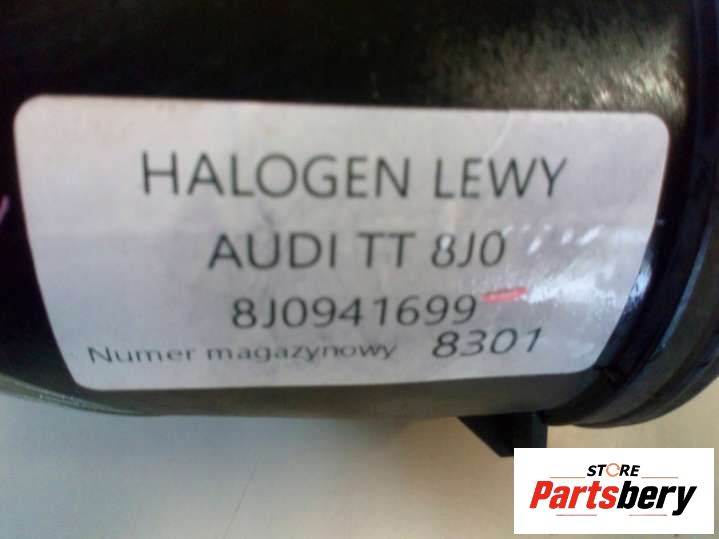 HALOGEN LEWY
AUDI TT 8J0
8J0941699
Numer magazynowy 8301
STORE
Partsbery